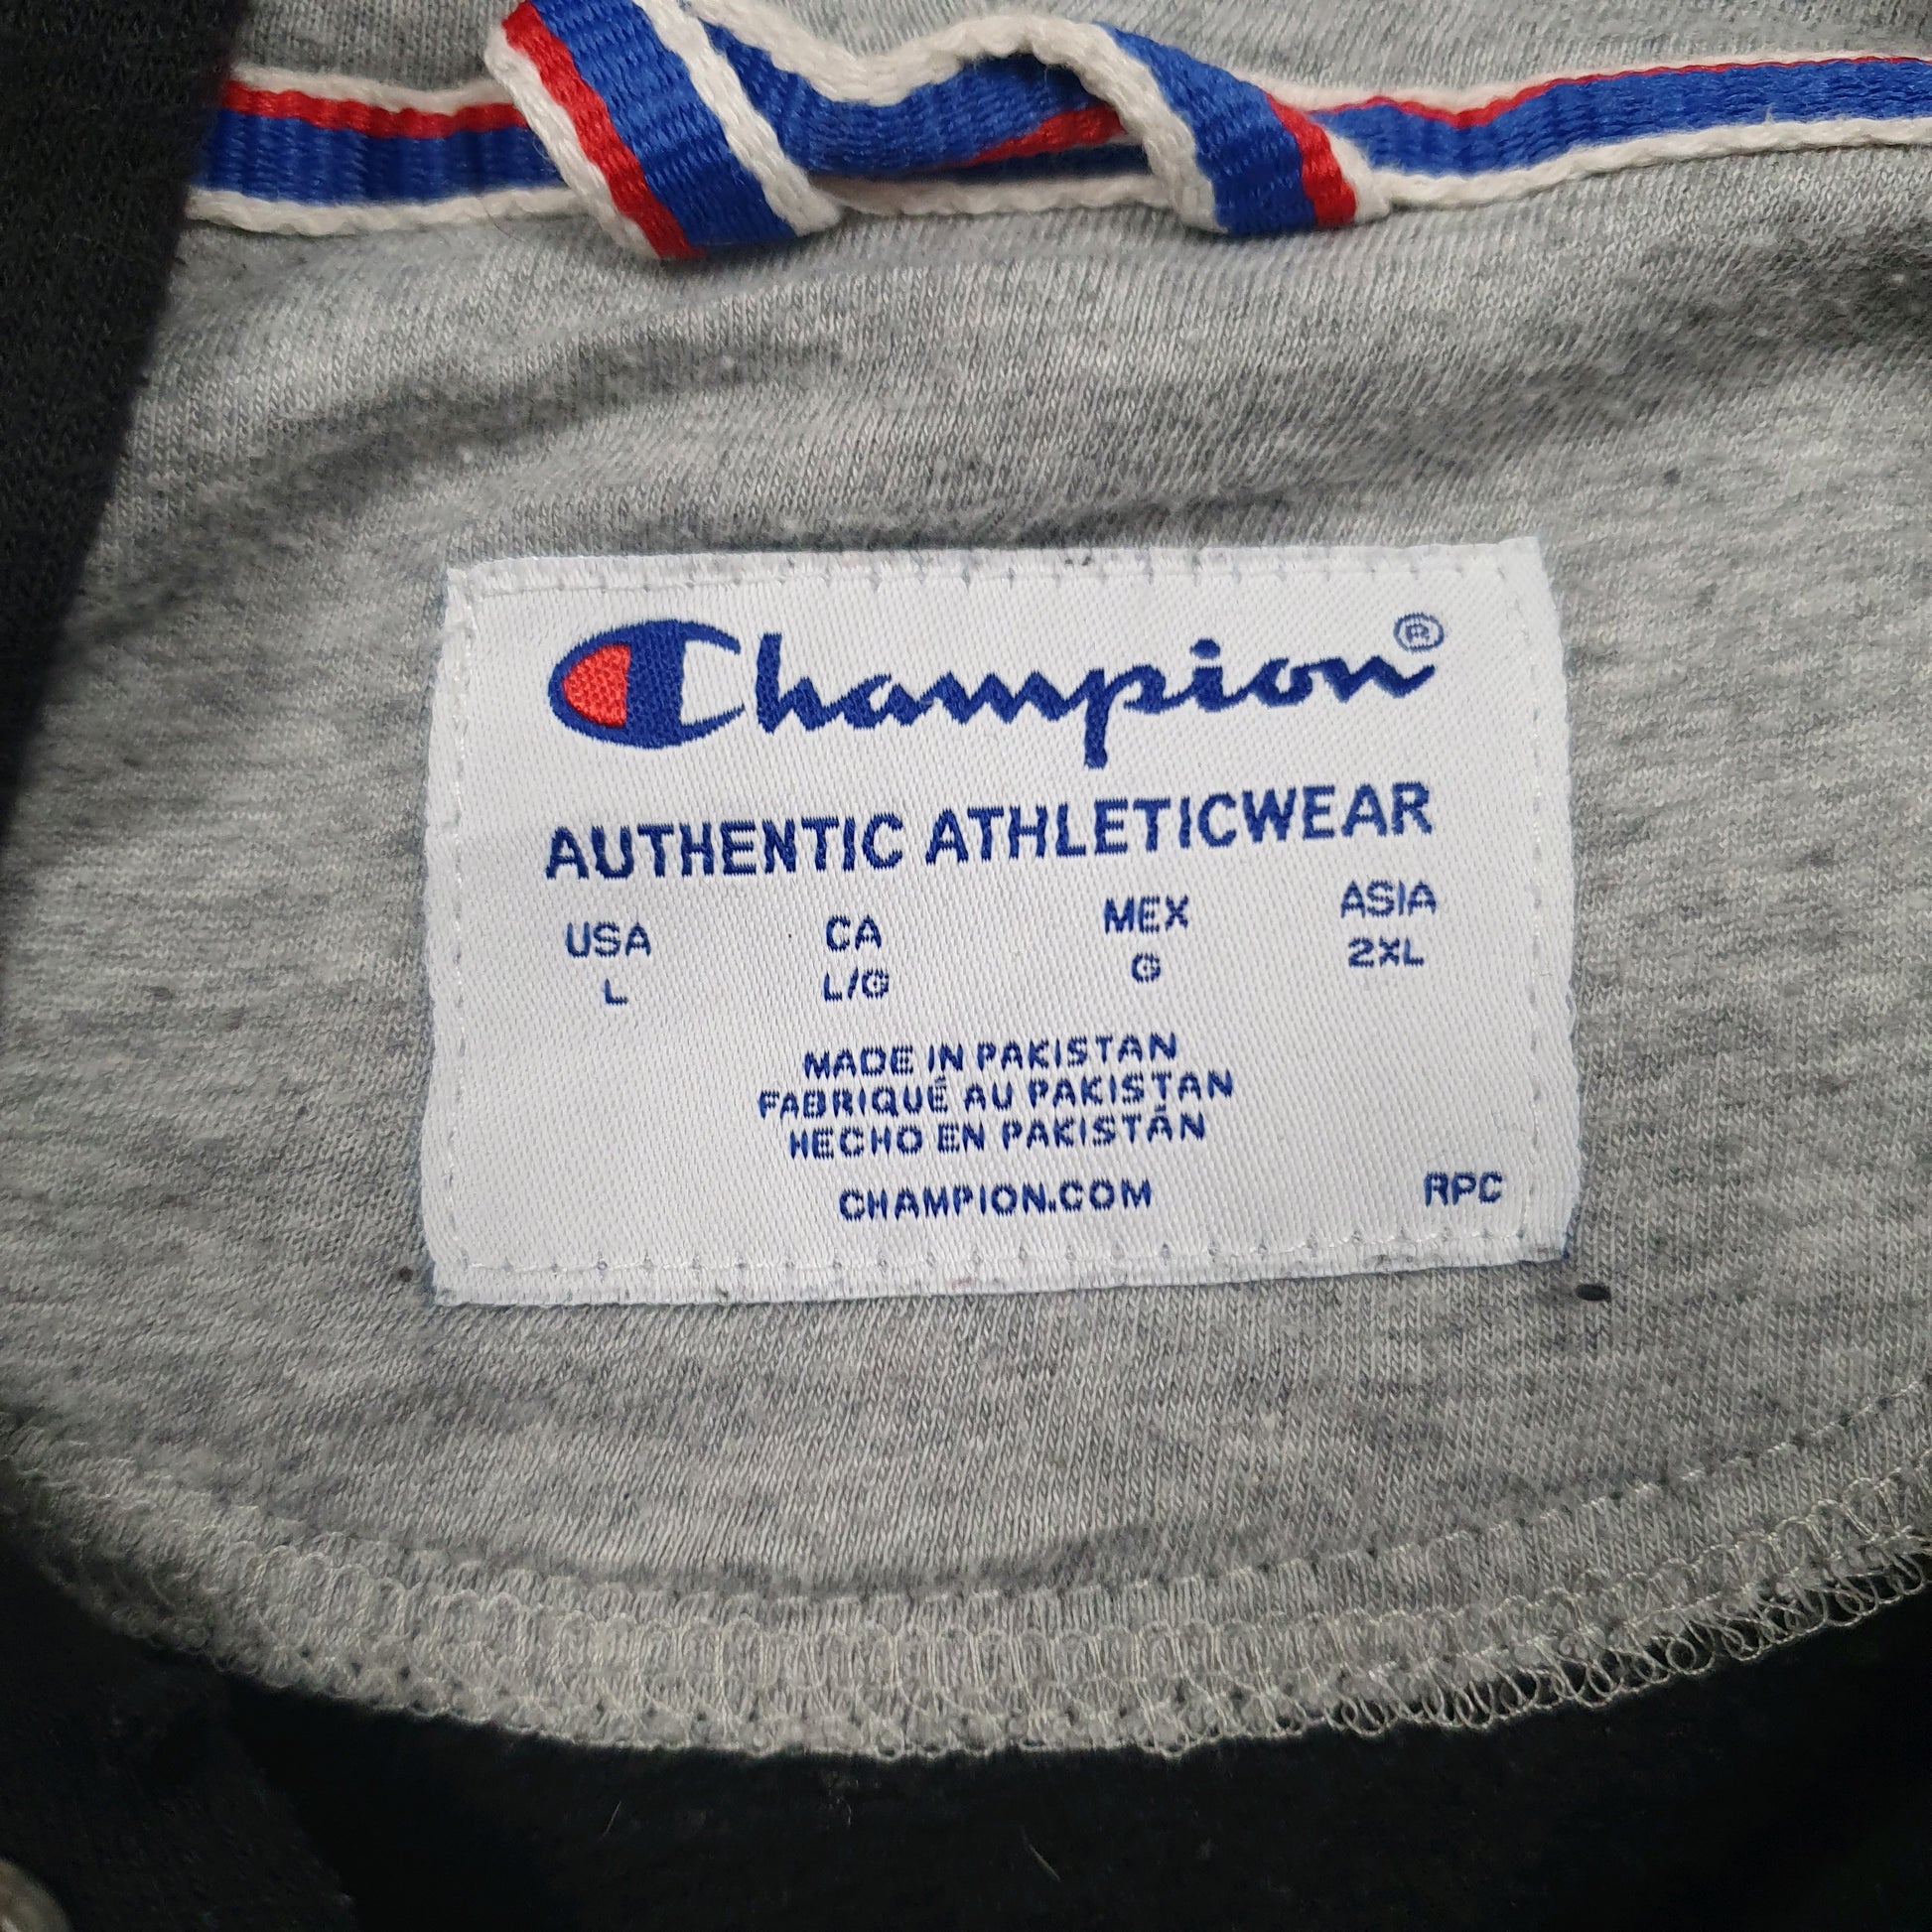 Champion®
AUTHENTIC ATHLETICWEAR
USA CA MEX ASIA
L L/G G 2XL
MADE IN PAKISTAN
FABRIQUÉ AU PAKISTAN
HECHO EN PAKISTÁN
CHAMPION.COM RPC